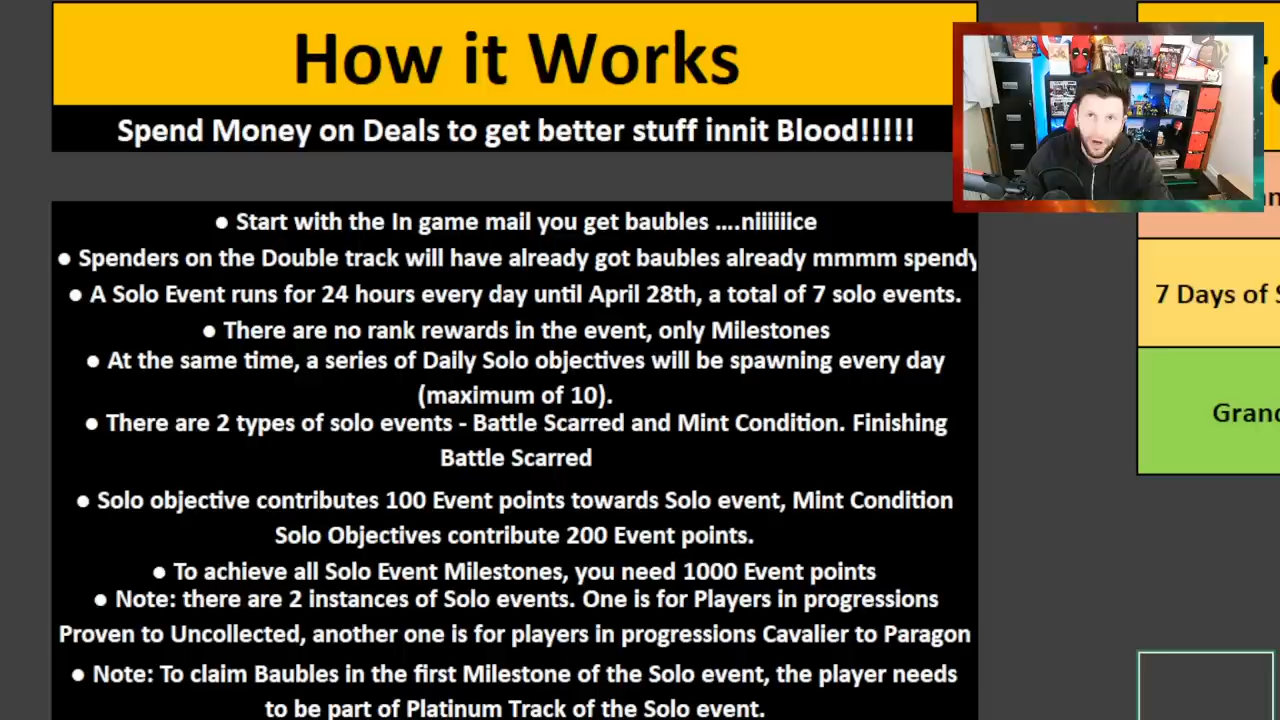 How it Works
Spend Money on Deals to get better stuff innit Blood!!!!!
● Start with the In game mail you get baubles ....niiiiiice
● Spenders on the Double track will have already got baubles already mmmm spendy
● A Solo Event runs for 24 hours every day until April 28th, a total of 7 solo events.
● There are no rank rewards in the event, only Milestones
● At the same time, a series of Daily Solo objectives will be spawning every day
(maximum of 10).
● There are 2 types of solo events - Battle Scarred and Mint Condition. Finishing
Battle Scarred
● Solo objective contributes 100 Event points towards Solo event, Mint Condition
Solo Objectives contribute 200 Event points.
● To achieve all Solo Event Milestones, you need 1000 Event points
● Note: there are 2 instances of Solo events. One is for Players in progressions
Proven to Uncollected, another one is for players in progressions Cavalier to Paragon
● Note: To claim Baubles in the first Milestone of the Solo event, the player needs
to be part of Platinum Track of the Solo event.
7 Days of